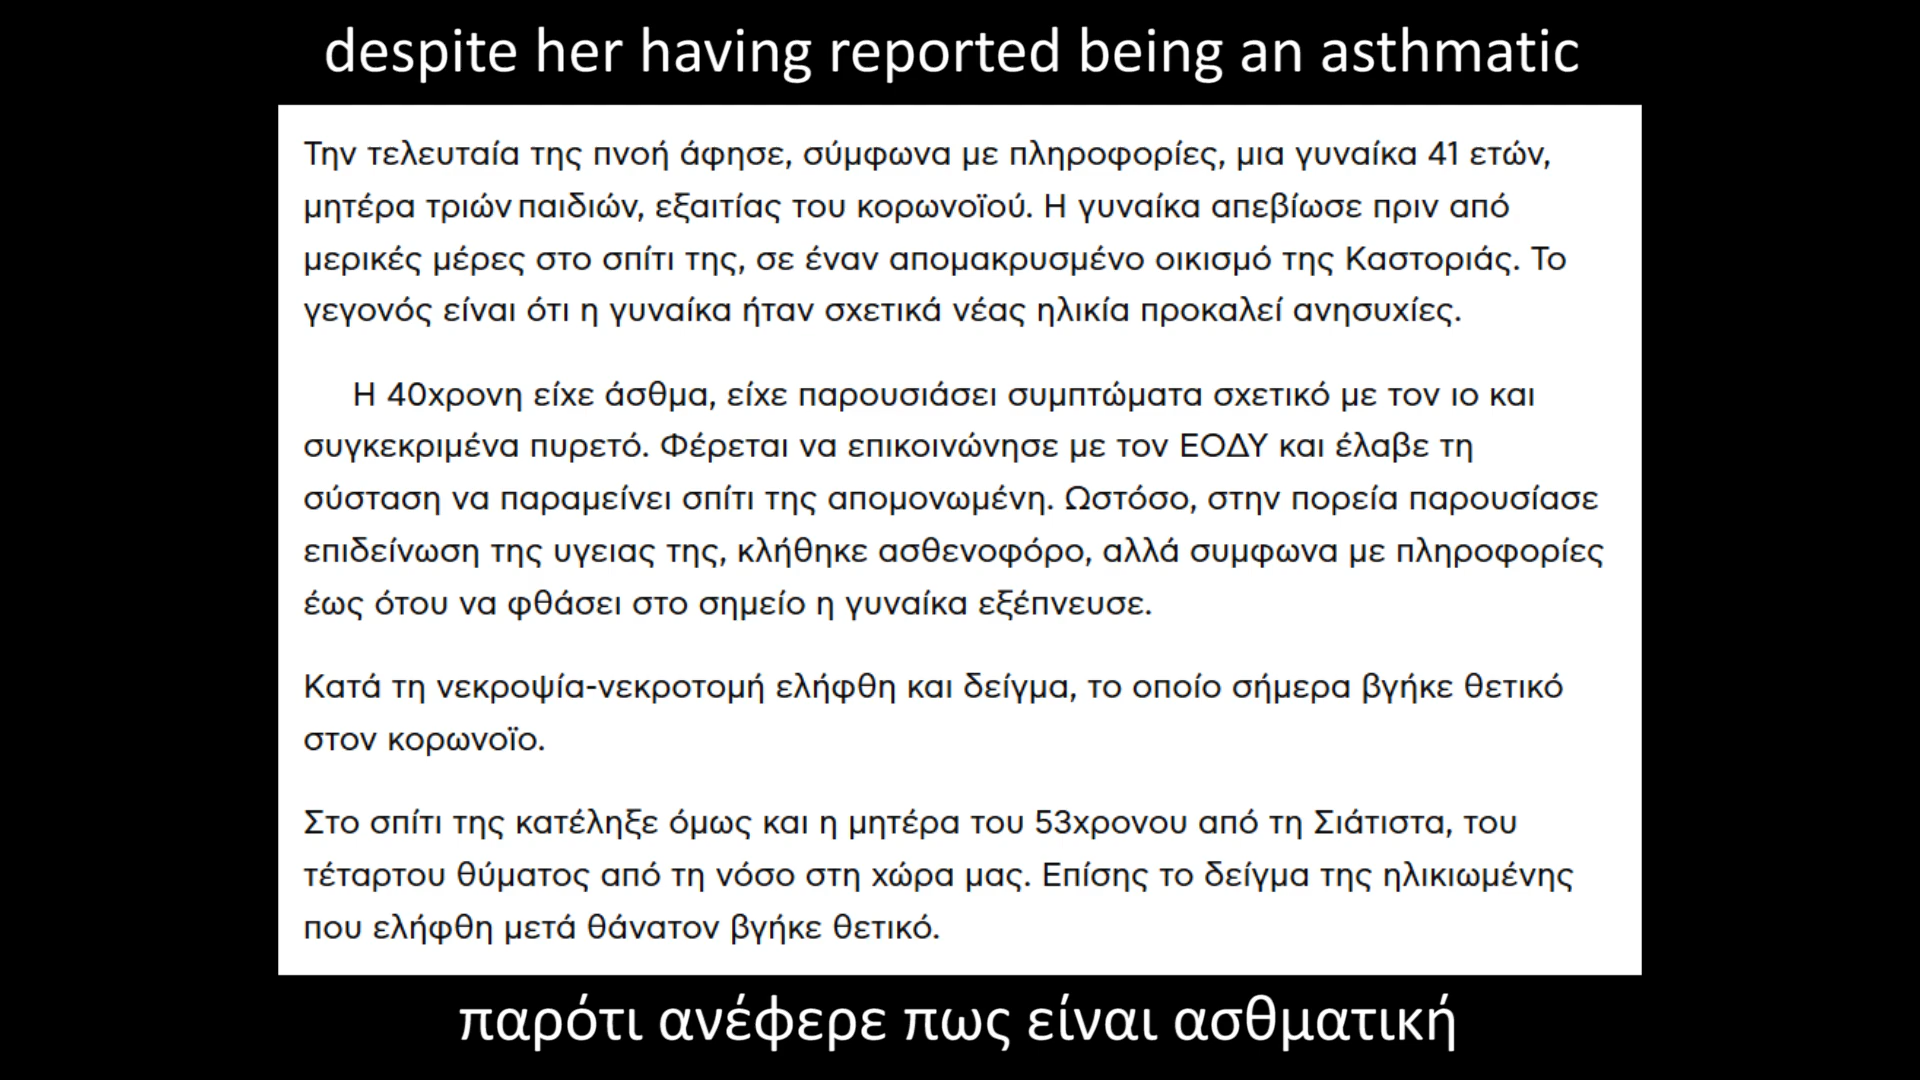 despite her having reported being an asthmatic
Την τελευταία της πνοή άφησε, σύμφωνα με πληροφορίες, μια γυναίκα 41 ετών,
μητέρα τριών παιδιών, εξαιτίας του κορωνοϊού. Η γυναίκα απεβίωσε πριν από
μερικές μέρες στο σπίτι της, σε έναν απομακρυσμένο οικισμό της Καστοριάς. Το
γεγονός είναι ότι η γυναίκα ήταν σχετικά νέας ηλικία προκαλεί ανησυχίες.
Η 40χρονη είχε άσθμα, είχε παρουσιάσει συμπτώματα σχετικό με τον ιο και
συγκεκριμένα πυρετό. Φέρεται να επικοινώνησε με τον ΕΟΔΥ και έλαβε τη
σύσταση να παραμείνει σπίτι της απομονωμένη. Ωστόσο, στην πορεία παρουσίασε
επιδείνωση της υγειας της, κλήθηκε ασθενοφόρο, αλλά συμφωνα με πληροφορίες
έως ότου να φθάσει στο σημείο η γυναίκα εξέπνευσε.
Κατά τη νεκροψία-νεκροτομή ελήφθη και δείγμα, το οποίο σήμερα βγήκε θετικό
στον κορωνοϊο.
Στο σπίτι της κατέληξε όμως και η μητέρα του 53χρονου από τη Σιάτιστα, του
τέταρτου θύματος από τη νόσο στη χώρα μας. Επίσης το δείγμα της ηλικιωμένης
που ελήφθη μετά θάνατον βγήκε θετικό.
παρότι ανέφερε πως είναι ασθματική